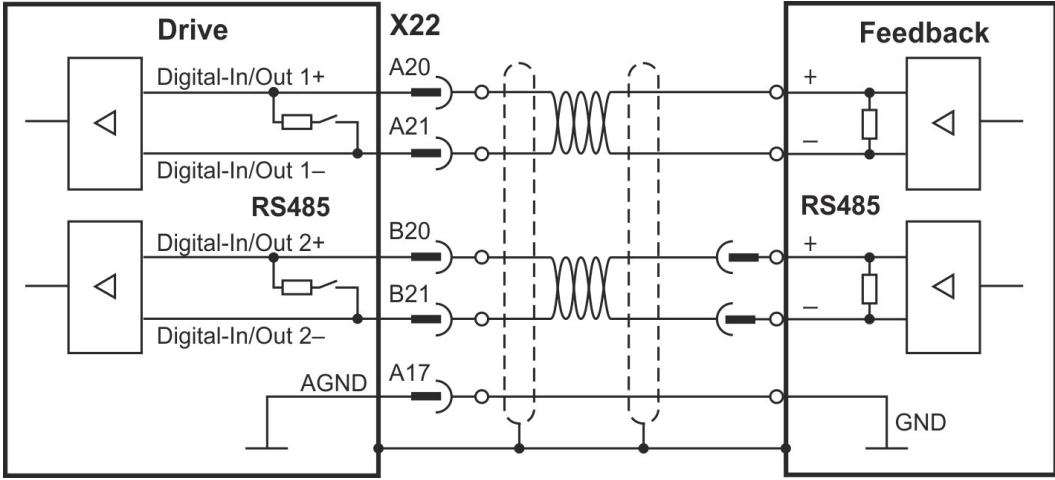 Drive
X22
Feedback
Digital-In/Out 1+
A20
+
A21
–
Digital-In/Out 1–
RS485
RS485
Digital-In/Out 2+
B20
+
B21
–
Digital-In/Out 2–
AGND
A17
GND